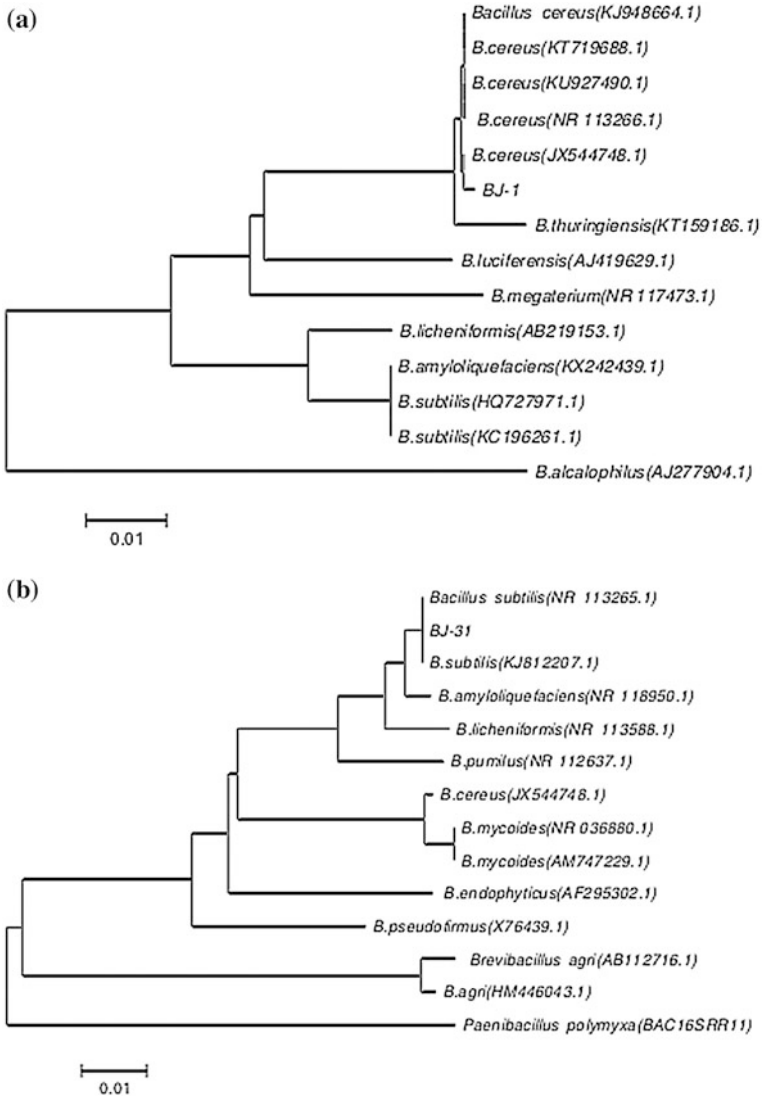 (a)
Bacillus cereus(KJ948664.1)
B.cereus(KT719688.1)
B.cereus(KU927490.1)
B.cereus(NR 113266.1)
B.cereus(JX544748.1)
BJ-1
B.thuringiensis(KT159186.1)
B.luciferensis(AJ419629.1)
B.megaterium(NR 117473.1)
B.licheniformis(AB219153.1)
B.amyloliquefaciens(KX242439.1)
B.subtilis(HQ727971.1)
B.subtilis(KC196261.1)
B.alcalophilus(AJ277904.1)
0.01
(b)
Bacillus subtilis(NR 113265.1)
BJ-31
B.subtilis(KJ812207.1)
B.amyloliquefaciens(NR 118950.1)
B.licheniformis(NR 113588.1)
B.pumilus(NR 112637.1)
B.cereus(JX544748.1)
B.mycoides(NR 036880.1)
B.mycoides(AM747229.1)
B.endophyticus(AF295302.1)
B.pseudofirmus(X76439.1)
Brevibacillus agri(AB112716.1)
B.agri(HM446043.1)
Paenibacillus polymyxa(BAC16SRR11)
0.01